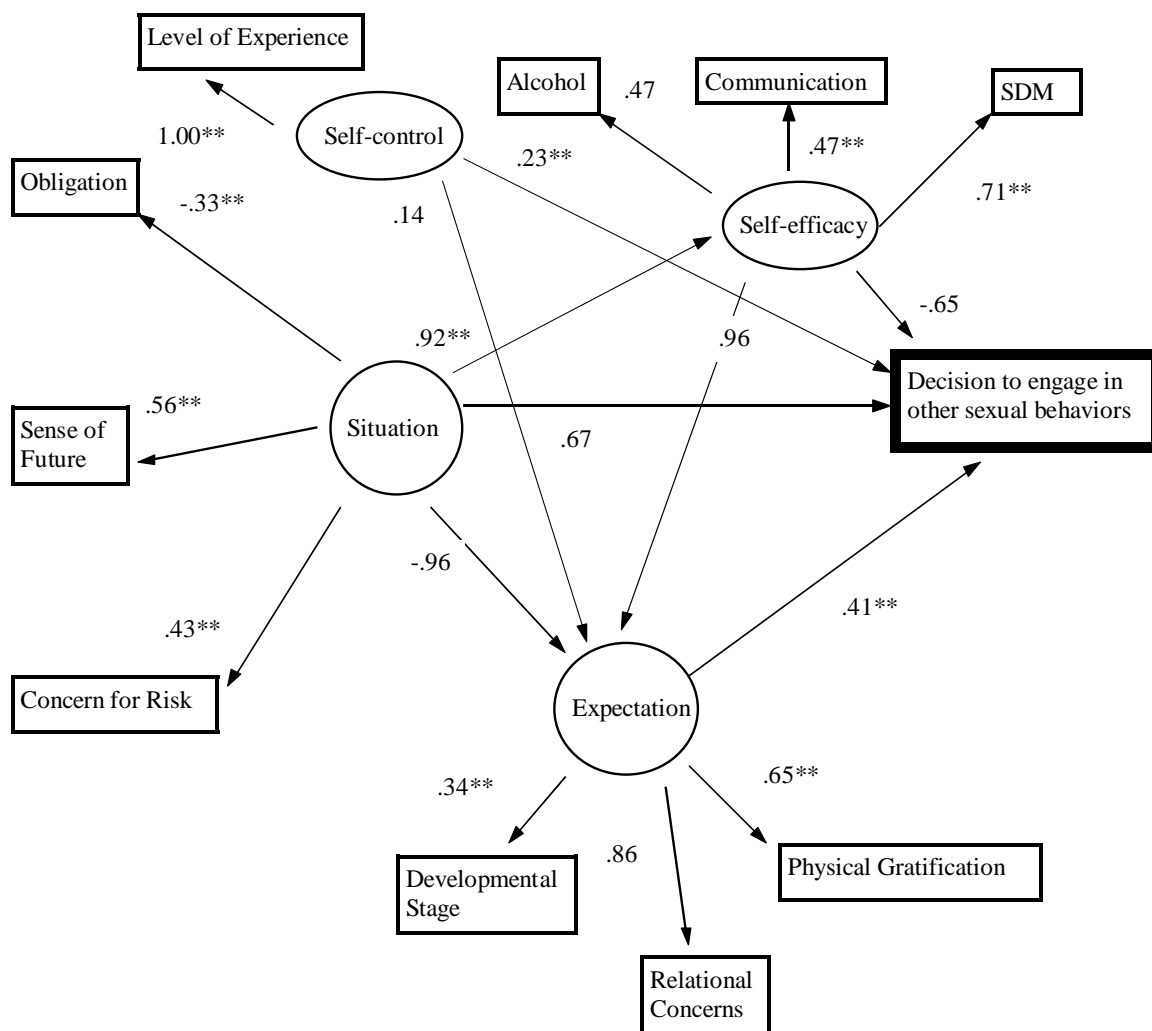 Level of Experience
Alcohol
.47
Communication
SDM
1.00**
Self-control
.23**
.47**
Obligation
-.33**
.14
.71**
Self-efficacy
-.65
.92**
.96
Decision to engage in
other sexual behaviors
.56**
Sense of
Future
Situation
.67
-.96
.41**
.43**
Concern for Risk
Expectation
.34**
.65**
.86
Developmental
Stage
Physical Gratification
Relational
Concerns